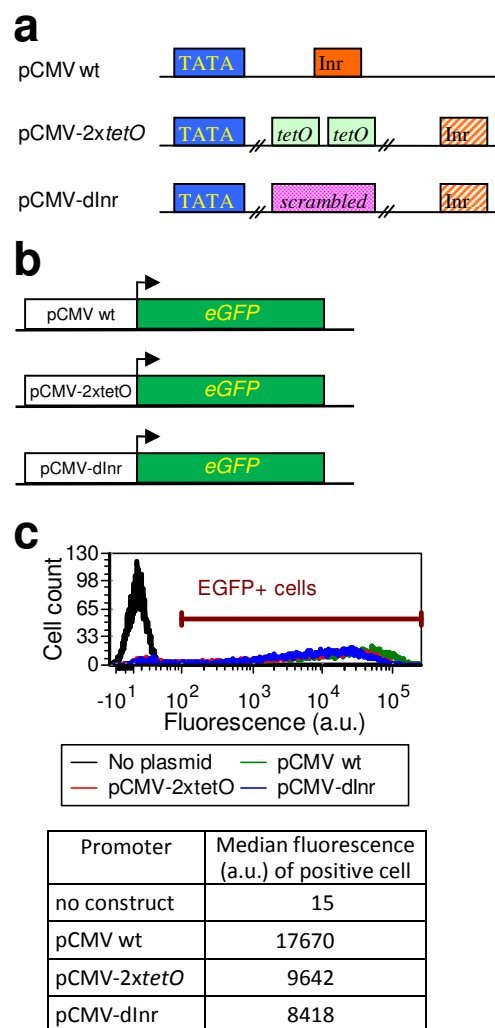 a
pCMV wt
TATA
Inr
pCMV-2xtetO
TATA
tetO
tetO
Inr
pCMV-dInr
TATA
scrambled
Inr
b
pCMV wt
eGFP
pCMV-2xtetO
eGFP
pCMV-dInr
eGFP
c
Cell count
130
98
65
33
0
EGFP+ cells
-10¹ 10² 10³ 10⁴ 10⁵
Fluorescence (a.u.)
No plasmid
pCMV wt
pCMV-2xtetO
pCMV-dInr
Promoter
Median fluorescence
(a.u.) of positive cell
no construct 15
pCMV wt 17670
pCMV-2xtetO 9642
pCMV-dInr 8418